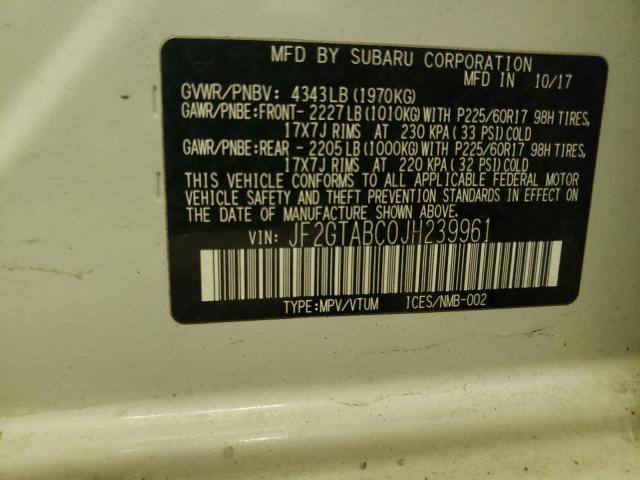 MFD BY SUBARU CORPORATION
MFD IN 10/17
GVWR/PNBV: 4343LB(1970KG)
GAWR/PNBE:FRONT- 2227LB(1010KG)WITH P225/60R17 98H TIRES,
17X7J RIMS AT 230 KPA(33 PSI)COLD
GAWR/PNBE:REAR - 2205LB(1000KG)WITH P225/60R17 98H TIRES,
17X7J RIMS AT 220 KPA(32 PSI)COLD
THIS VEHICLE CONFORMS TO ALL APPLICABLE FEDERAL MOTOR
VEHICLE SAFETY AND THEFT PREVENTION STANDARDS IN EFFECT
ON THE DATE OF MANUFACTURE SHOWN ABOVE.
VIN: JF2GTABC0JH239961
TYPE:MPV/VTUM ICES/NMB-002